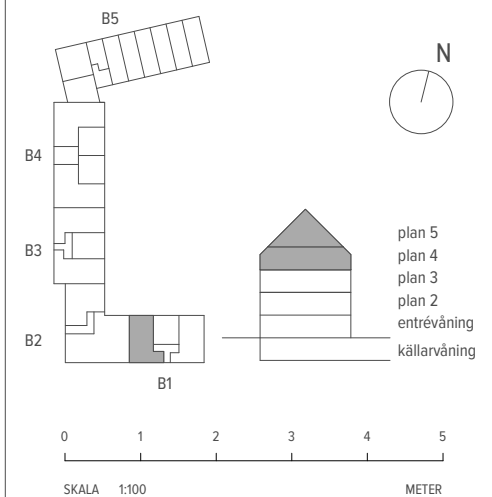 B5
N
B4
B3
B2
B1
plan 5
plan 4
plan 3
plan 2
entrévåning
källarvåning
0 1 2 3 4 5
SKALA 1:100 METER